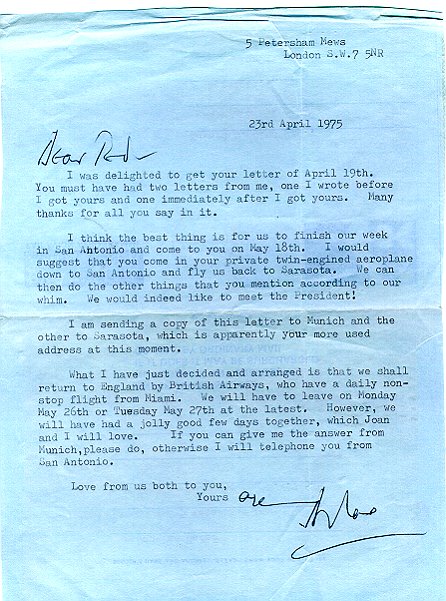 5 Petersham Mews
London S.W.7 5NR
23rd April 1975
Dear
I was delighted to get your letter of April 19th.
You must have had two letters from me, one I wrote before
I got yours and one immediately after I got yours. Many
thanks for all you say in it.
I think the best thing is for us to finish our week
in San Antonio and come to you on May 18th. I would
suggest that you come in your private twin-engined aeroplane
down to San Antonio and fly us back to Sarasota. We can
then do the other things that you mention according to our
whim. We would indeed like to meet the President!
I am sending a copy of this letter to Munich and the
other to Sarasota, which is apparently your more used
address at this moment.
What I have just decided and arranged is that we shall
return to England by British Airways, who have a daily non-
stop flight from Miami. We will have to leave on Monday
May 26th or Tuesday May 27th at the latest. However, we
will have had a jolly good few days together, which Joan
and I will love. If you can give me the answer from
Munich,please do, otherwise I will telephone you from
San Antonio.
Love from us both to you,
Yours